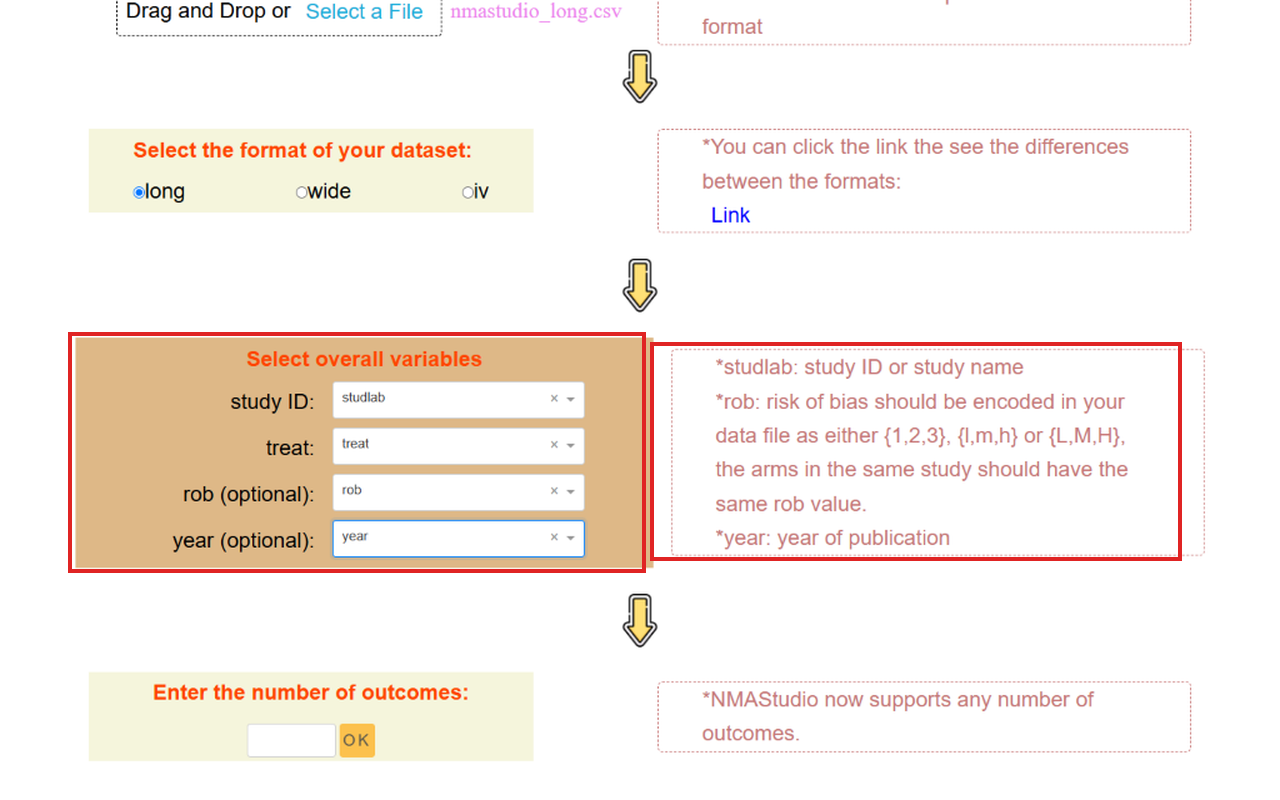 Drag and Drop or Select a File nmastudio_long.csv
format
Select the format of your dataset:
long wide iv
*You can click the link the see the differences
between the formats:
Link
Select overall variables
study ID: studlab × 
treat: treat ×
rob (optional): rob ×
year (optional): year ×
*studlab: study ID or study name
*rob: risk of bias should be encoded in your
data file as either {1,2,3}, {l,m,h} or {L,M,H},
the arms in the same study should have the
same rob value.
*year: year of publication
Enter the number of outcomes:
OK
*NMAStudio now supports any number of
outcomes.